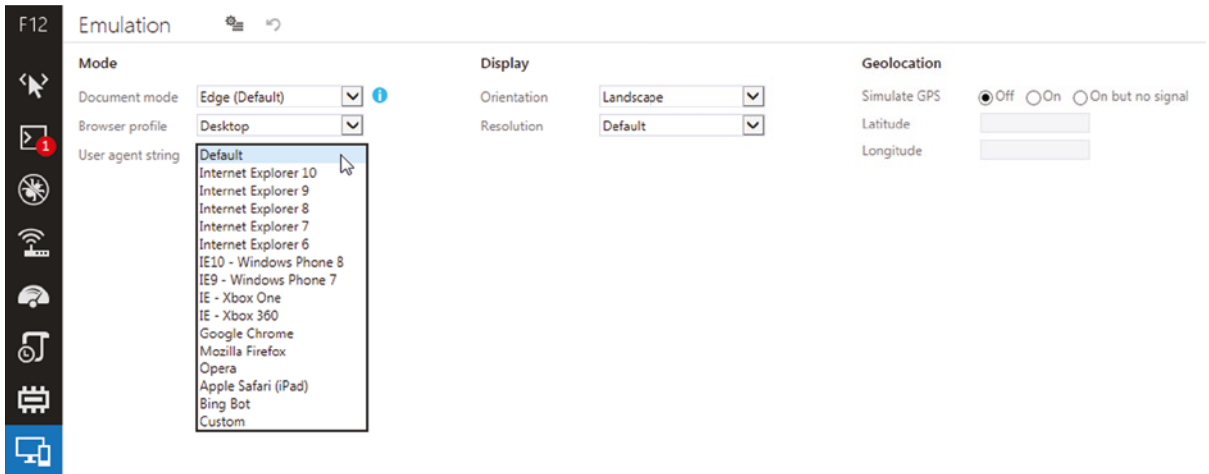 F12 Emulation
Mode
Document mode Edge (Default)
Browser profile Desktop
User agent string Default
Internet Explorer 10
Internet Explorer 9
Internet Explorer 8
Internet Explorer 7
Internet Explorer 6
IE10 - Windows Phone 8
IE9 - Windows Phone 7
IE - Xbox One
IE - Xbox 360
Google Chrome
Mozilla Firefox
Opera
Apple Safari (iPad)
Bing Bot
Custom
Display
Orientation Landscape
Resolution Default
Geolocation
Simulate GPS Off On On but no signal
Latitude
Longitude
1